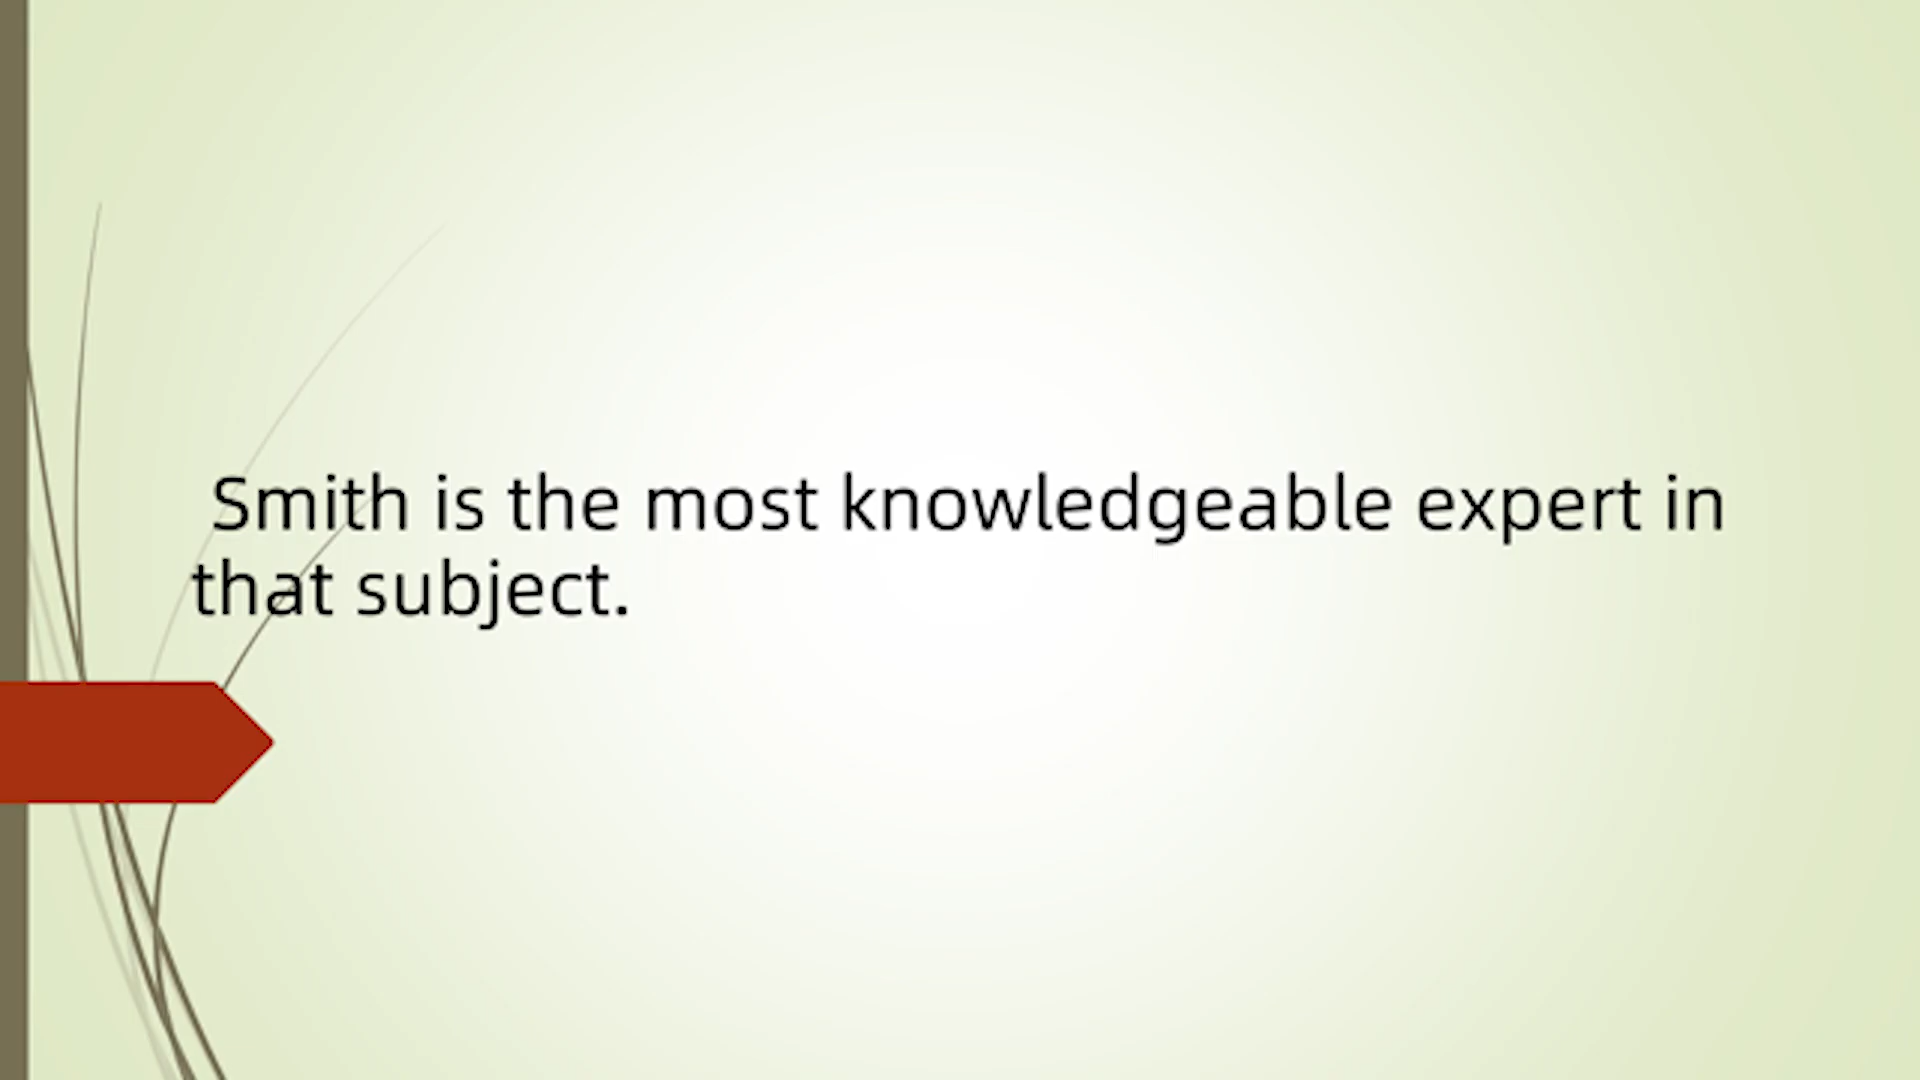 Smith is the most knowledgeable expert in
that subject.